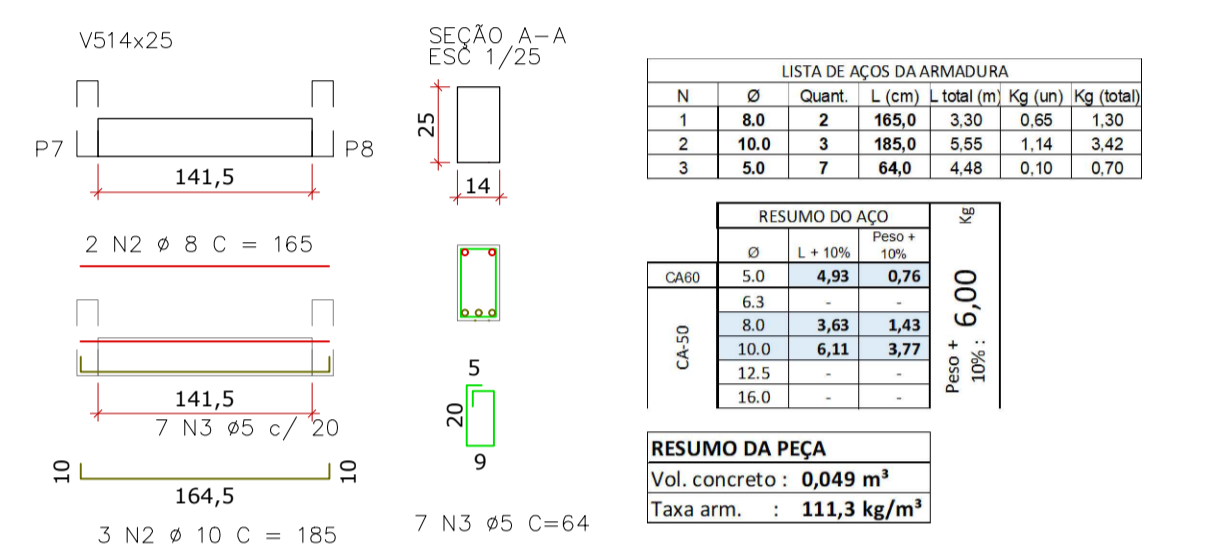 V514x25
P7
P8
141,5
2 N2 ø 8 C = 165
141,5
7 N3 ø5 c/ 20
10
10
164,5
3 N2 ø 10 C = 185
SEÇÃO A-A
ESC 1/25
25
14
5
20
9
7 N3 ø5 C=64
LISTA DE AÇOS DA ARMADURA
N Ø Quant. L (cm) L total (m) Kg (un) Kg (total)
1 8.0 2 165,0 3,30 0,65 1,30
2 10.0 3 185,0 5,55 1,14 3,42
3 5.0 7 64,0 4,48 0,10 0,70
RESUMO DO AÇO
Ø L + 10% Peso + 10%
CA60 5.0 4,93 0,76
CA-50
6.3 - -
8.0 3,63 1,43
10.0 6,11 3,77
12.5 - -
16.0 - -
Peso + 10% : 6,00 Kg
RESUMO DA PEÇA
Vol. concreto : 0,049 m³
Taxa arm. : 111,3 kg/m³